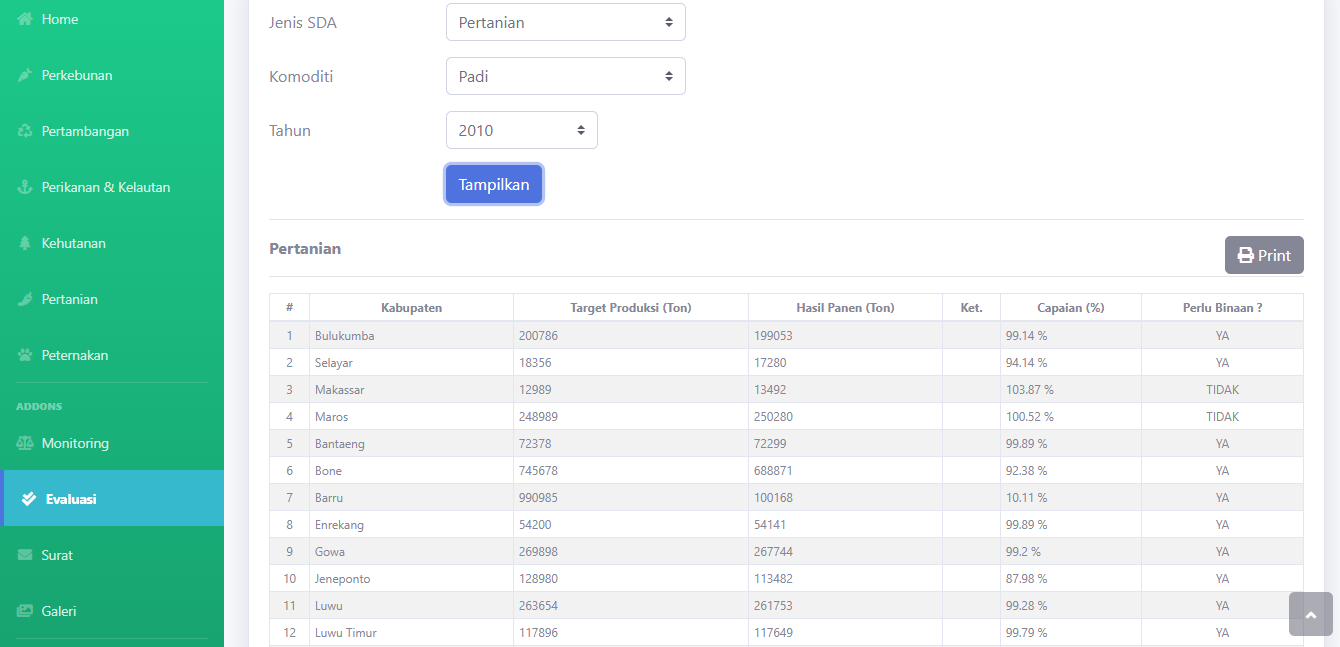 Home
Perkebunan
Pertambangan
Perikanan & Kelautan
Kehutanan
Pertanian
Peternakan
ADDONS
Monitoring
Evaluasi
Surat
Galeri
Jenis SDA Pertanian
Komoditi Padi
Tahun 2010
Tampilkan
Pertanian
Print
# Kabupaten Target Produksi (Ton) Hasil Panen (Ton) Ket. Capaian (%) Perlu Binaan ?
1 Bulukumba 200786 199053 99.14 % YA
2 Selayar 18356 17280 94.14 % YA
3 Makassar 12989 13492 103.87 % TIDAK
4 Maros 248989 250280 100.52 % TIDAK
5 Bantaeng 72378 72299 99.89 % YA
6 Bone 745678 688871 92.38 % YA
7 Barru 990985 100168 10.11 % YA
8 Enrekang 54200 54141 99.89 % YA
9 Gowa 269898 267744 99.2 % YA
10 Jeneponto 128980 113482 87.98 % YA
11 Luwu 263654 261753 99.28 % YA
12 Luwu Timur 117896 117649 99.79 % YA